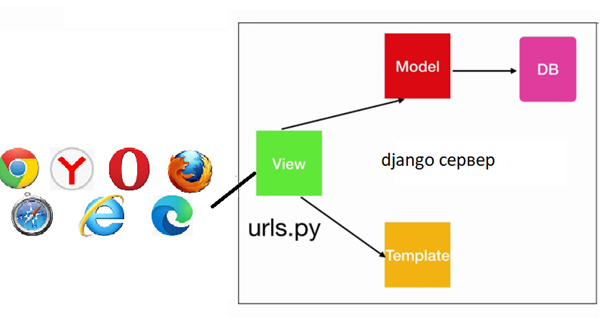 Model
DB
View
django сервер
urls.py
Template